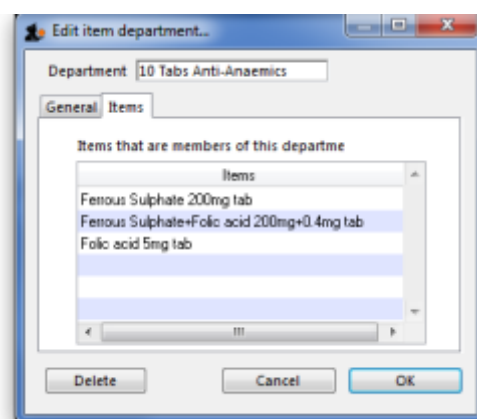 Edit item department...
Department 10 Tabs Anti-Anaemics
General Items
Items that are members of this departme
Items
Ferrous Sulphate 200mg tab
Ferrous Sulphate+Folic acid 200mg+0.4mg tab
Folic acid 5mg tab
Delete Cancel OK